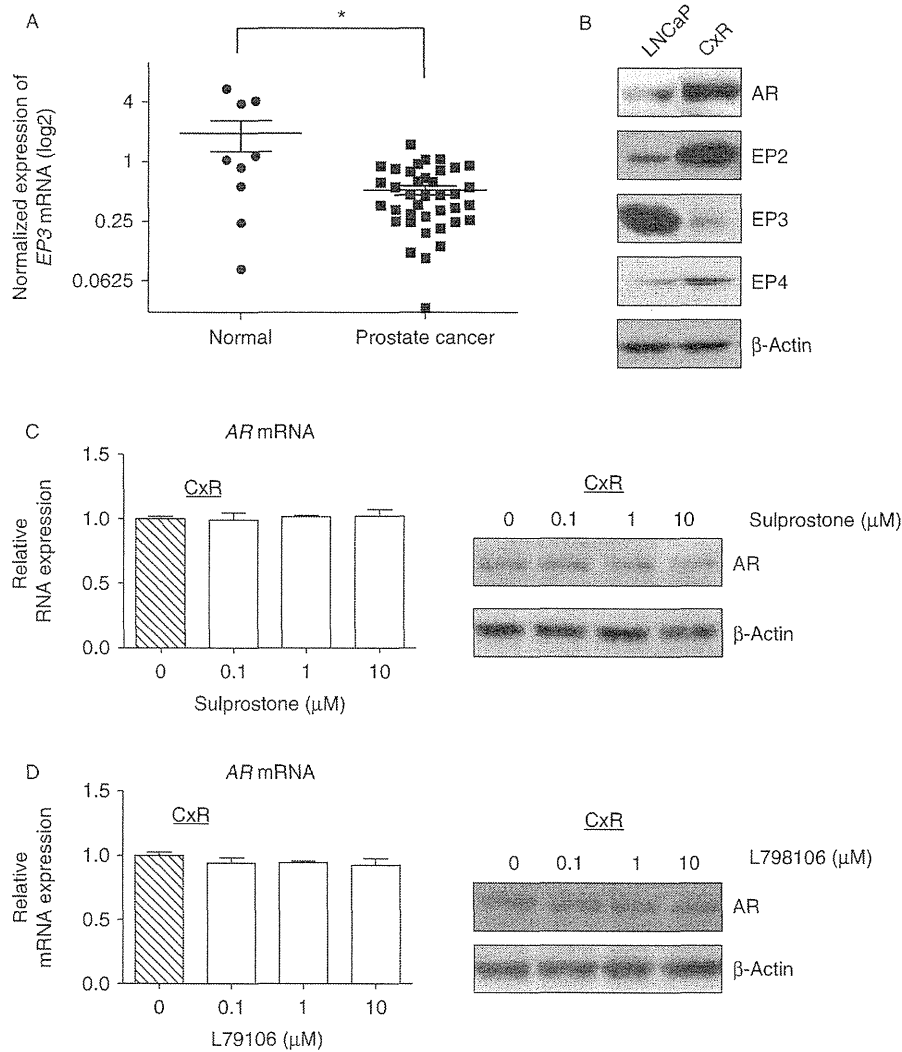 A
*
Normalized expression of
EP3 mRNA (log2)
4
1
0.25
0.0625
Normal
Prostate cancer
B
LNCaP
CxR
AR
EP2
EP3
EP4
β-Actin
C
AR mRNA
Relative
RNA expression
1.5
1.0
0.5
0.0
CxR
0
0.1
1
10
Sulprostone (μM)
CxR
0 0.1 1 10 Sulprostone (μM)
AR
β-Actin
D
AR mRNA
Relative
mRNA expression
1.5
1.0
0.5
0.0
CxR
0
0.1
1
10
L79106 (μM)
CxR
0 0.1 1 10 L798106 (μM)
AR
β-Actin